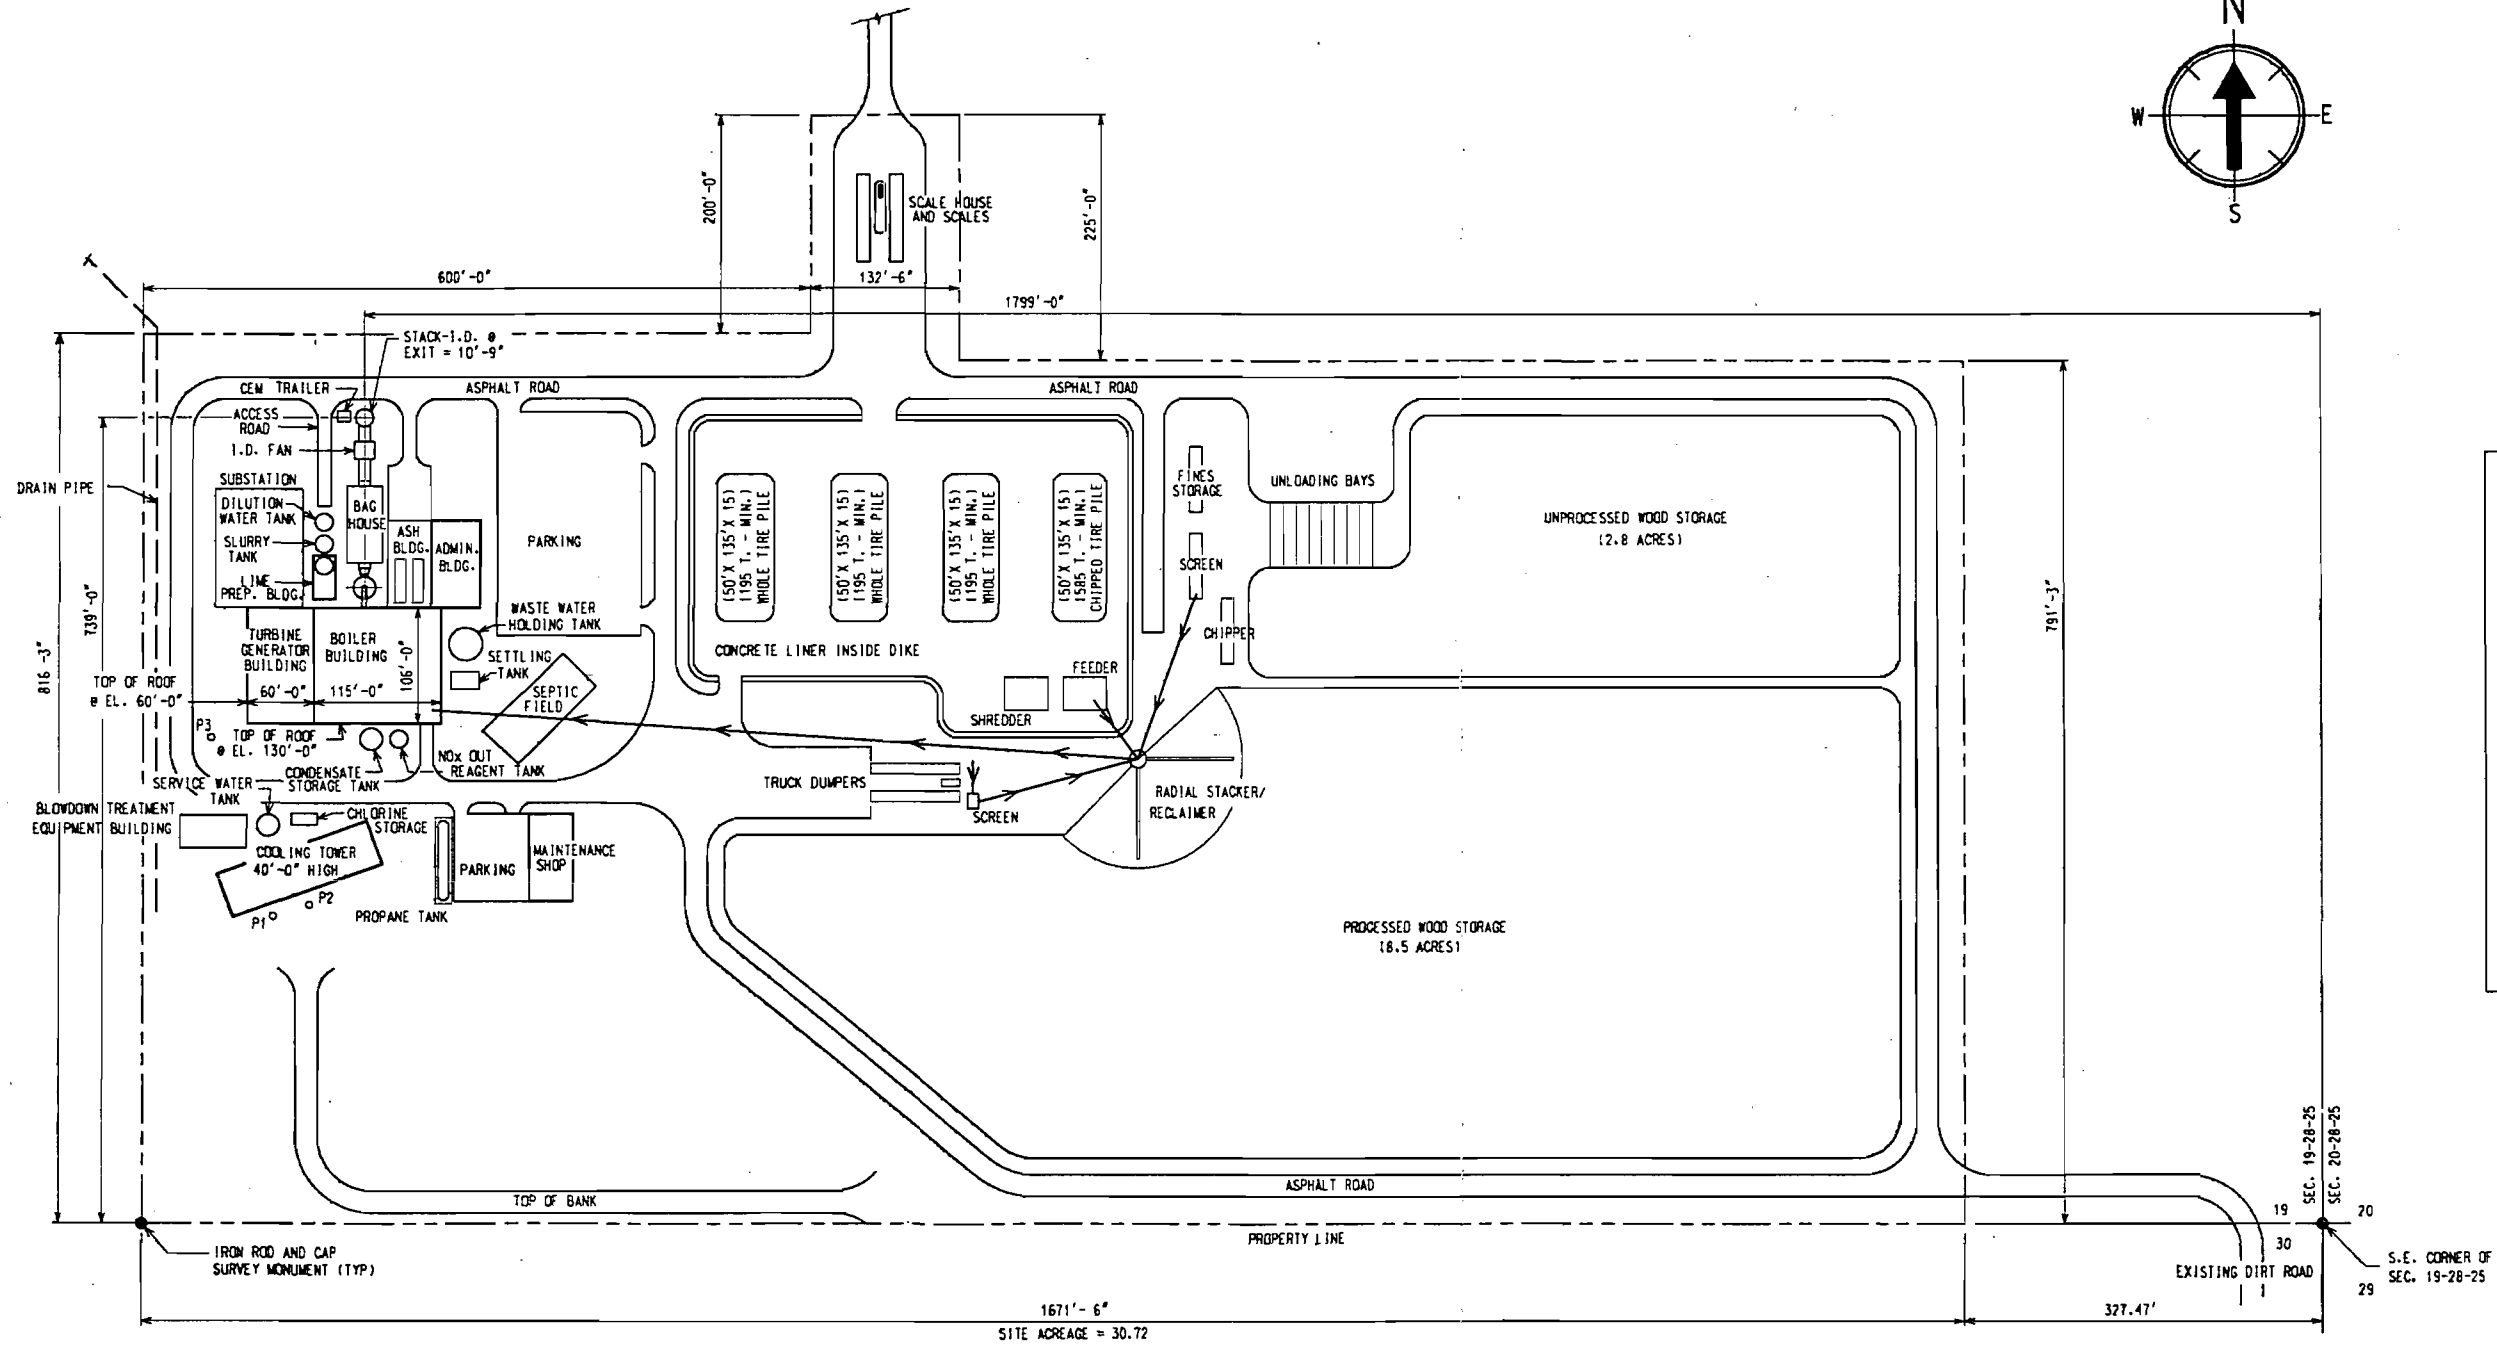 N
W
E
S
200'-0"
225'-0"
SCALE HOUSE
AND SCALES
600'-0"
132'-6"
1799'-0"
STACK-I.D. @
EXIT = 10'-9"
CEM TRAILER
ASPHALT ROAD
ASPHALT ROAD
ACCESS
ROAD
I.D. FAN
SUBSTATION
DRAIN PIPE
DILUTION
WATER TANK
SLURRY
TANK
LIME
PREP. BLDG.
BAG
HOUSE
ASH
BLDG.
ADMIN.
BLDG.
PARKING
(50'X 135'X 15)
(195 T. - MIN.)
WHOLE TIRE PILE
(50'X 135'X 15)
(195 T. - MIN.)
WHOLE TIRE PILE
(50'X 135'X 15)
(195 T. - MIN.)
WHOLE TIRE PILE
(50'X 135'X 15)
(585 T. - MIN.)
CHIPPED TIRE PILE
FINES
STORAGE
UNLOADING BAYS
UNPROCESSED WOOD STORAGE
(2.8 ACRES)
SCREEN
CHIPPER
816'-3"
739'-0"
791'-3"
WASTE WATER
HOLDING TANK
TURBINE
GENERATOR
BUILDING
BOILER
BUILDING
106'-0"
SETTLING
TANK
SEPTIC
FIELD
CONCRETE LINER INSIDE DIKE
FEEDER
SHREDDER
TOP OF ROOF
@ EL. 60'-0"
60'-0"
115'-0"
P3
TOP OF ROOF
@ EL. 130'-0"
NOx OUT
REAGENT TANK
CONDENSATE
STORAGE TANK
SERVICE WATER
TANK
TRUCK DUMPERS
SCREEN
RADIAL STACKER/
RECLAIMER
BLOWDOWN TREATMENT
EQUIPMENT BUILDING
CHLORINE
STORAGE
COOLING TOWER
40'-0" HIGH
PARKING
MAINTENANCE
SHOP
P1
P2
PROPANE TANK
PROCESSED WOOD STORAGE
(8.5 ACRES)
SEC. 19-28-25
SEC. 20-28-25
ASPHALT ROAD
TOP OF BANK
19
20
30
29
PROPERTY LINE
IRON ROD AND CAP
SURVEY MONUMENT (TYP)
EXISTING DIRT ROAD
S.E. CORNER OF
SEC. 19-28-25
1671'- 6"
327.47'
SITE ACREAGE = 30.72